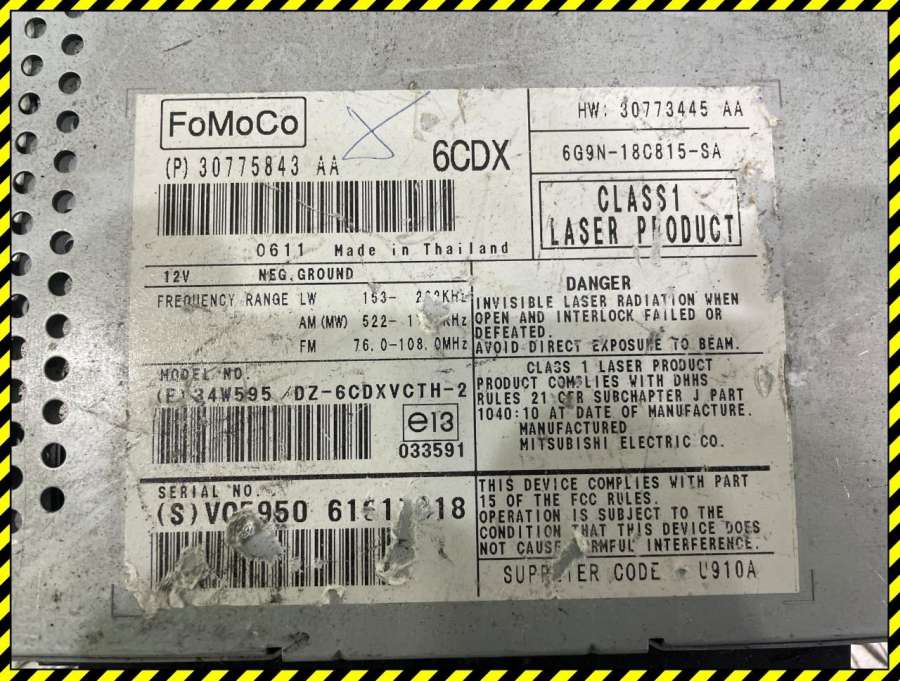 FoMoCo
(P) 30775843 AA
6CDX
0611 Made in Thailand
HW: 30773445 AA
6G9N-18C815-SA
CLASS1
LASER PRODUCT
12V NEG.GROUND
FREQUENCY RANGE LW 153-
AM(MW) 522- KHz
FM 76.0-108.0MHz
MODEL NO.
(E) 34W595 /DZ-6CDXVCTH-2
e13
033591
SERIAL NO.
(S)
DANGER
INVISIBLE LASER RADIATION WHEN
OPEN AND INTERLOCK FAILED OR
DEFEATED.
AVOID DIRECT EXPOSURE TO BEAM.
CLASS 1 LASER PRODUCT
PRODUCT COMPLIES WITH DHHS
RULES 21 CFR SUBCHAPTER J PART
1040:10 AT DATE OF MANUFACTURE.
MANUFACTURED
MITSUBISHI ELECTRIC CO.
THIS DEVICE COMPLIES WITH PART
15 OF THE FCC RULES.
OPERATION IS SUBJECT TO THE
CONDITION THAT THIS DEVICE DOES
NOT CAUSE HARMFUL INTERFERENCE.
SUPPLIER CODE U910A